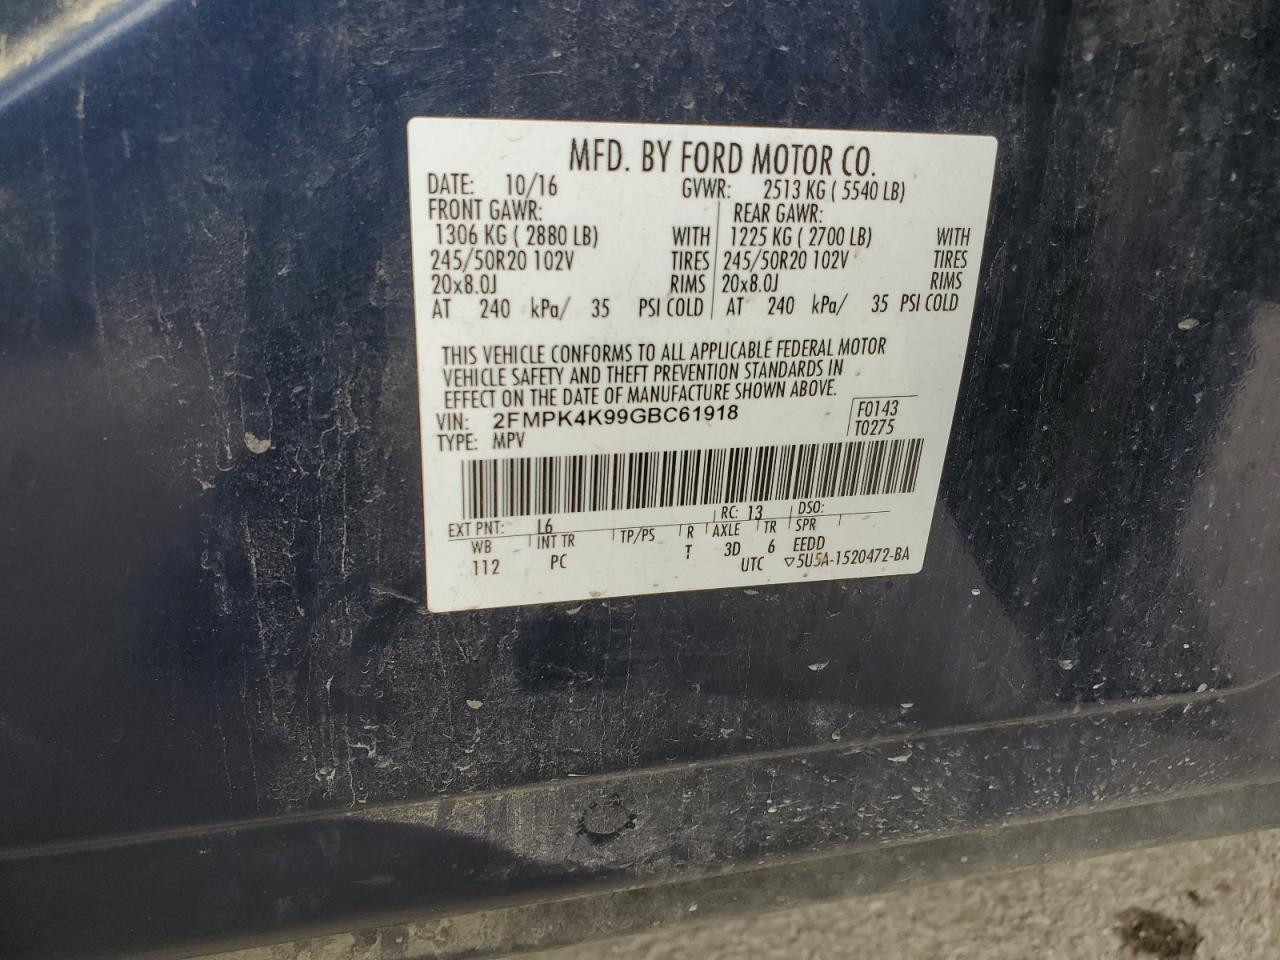 MFD. BY FORD MOTOR CO.
DATE: 10/16 GVWR: 2513 KG ( 5540 LB)
FRONT GAWR: REAR GAWR:
1306 KG ( 2880 LB) WITH 1225 KG ( 2700 LB) WITH
245/50R20 102V TIRES 245/50R20 102V TIRES
20x8.0J RIMS 20x8.0J RIMS
AT 240 kPa/ 35 PSI COLD AT 240 kPa/ 35 PSI COLD
THIS VEHICLE CONFORMS TO ALL APPLICABLE FEDERAL MOTOR
VEHICLE SAFETY AND THEFT PREVENTION STANDARDS IN
EFFECT ON THE DATE OF MANUFACTURE SHOWN ABOVE.
VIN: 2FMPK4K99GBC61918 F0143
TYPE: MPV T0275
EXT PNT: L6 RC: 13 DSO:
WB INT TR TP/PS R AXLE TR SPR
112 PC T 3D 6 EEDD
UTC ▽5U5A-1520472-BA